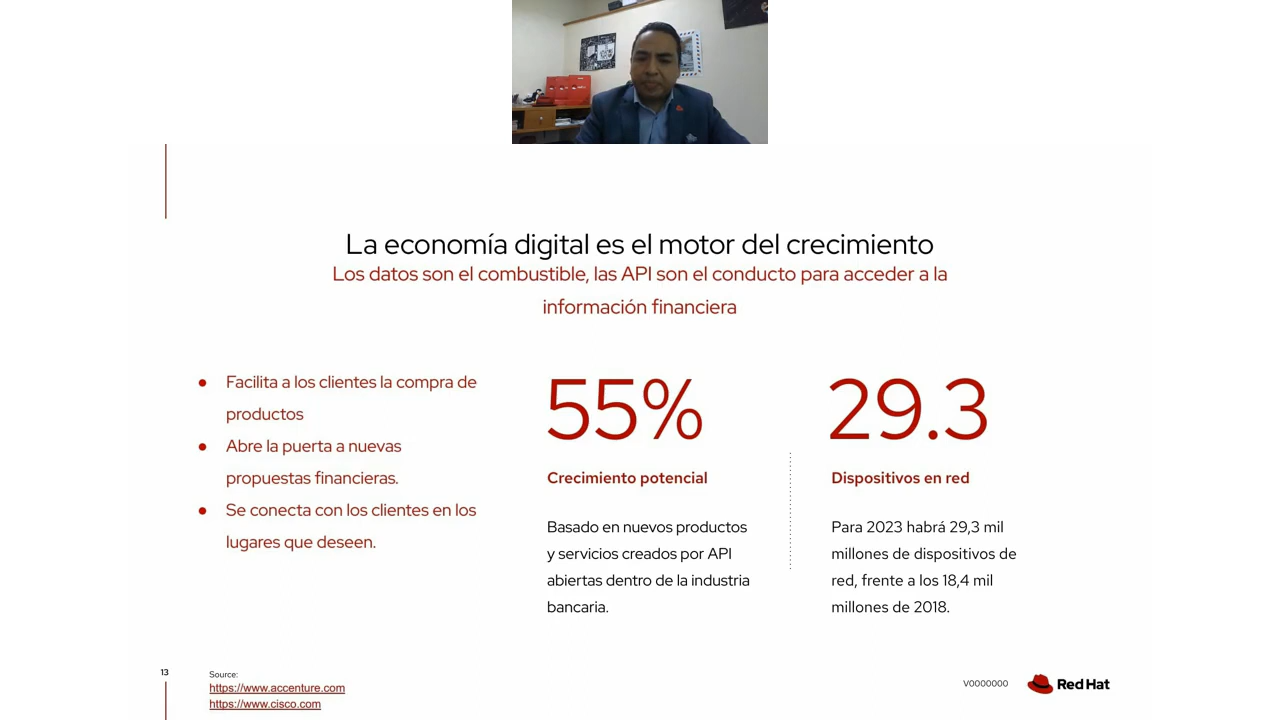 La economía digital es el motor del crecimiento
Los datos son el combustible, las API son el conducto para acceder a la
información financiera
● Facilita a los clientes la compra de
productos
● Abre la puerta a nuevas
propuestas financieras.
● Se conecta con los clientes en los
lugares que deseen.
55%
Crecimiento potencial
Basado en nuevos productos
y servicios creados por API
abiertas dentro de la industria
bancaria.
29.3
Dispositivos en red
Para 2023 habrá 29,3 mil
millones de dispositivos de
red, frente a los 18,4 mil
millones de 2018.
13
Source:
https://www.accenture.com
https://www.cisco.com
V0000000
Red Hat